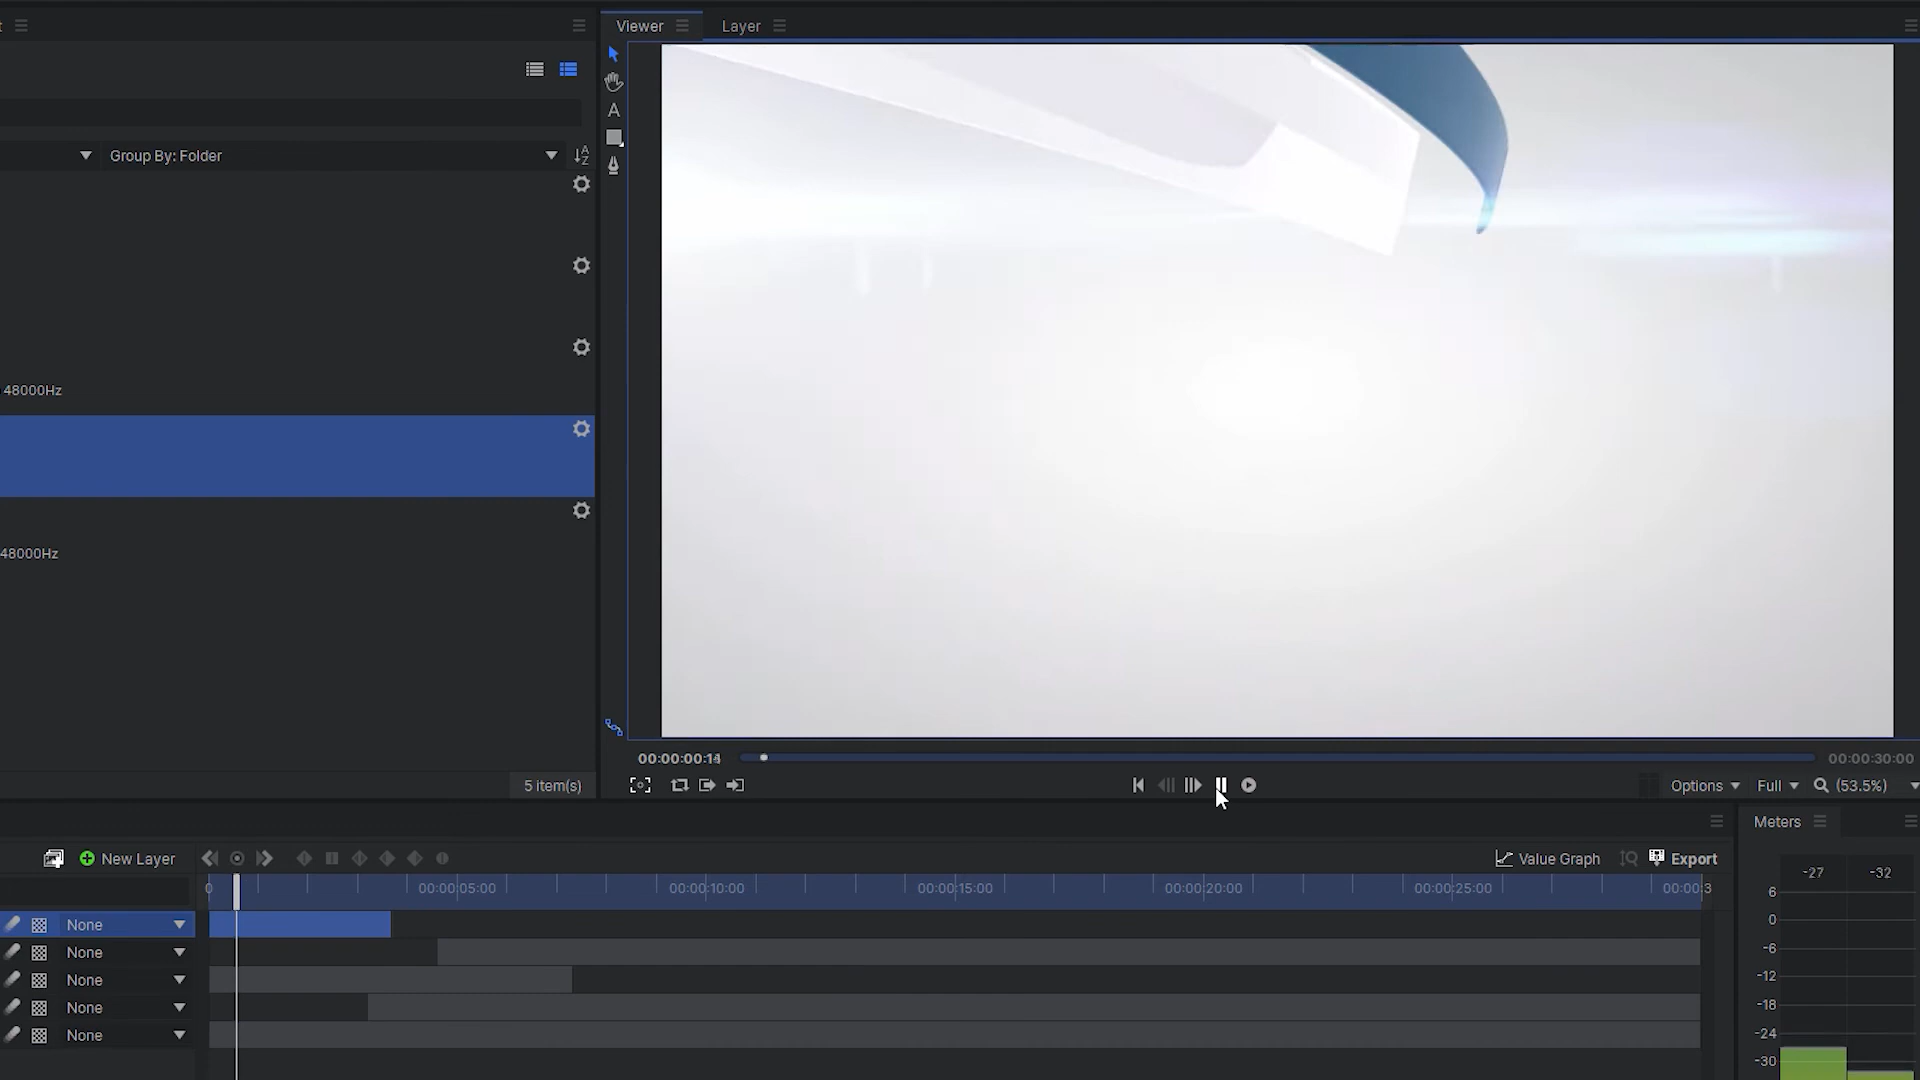 Viewer
Layer
A
Group By: Folder
A
Z
48000Hz
48000Hz
5 item(s)
00:00:00:14
00:00:30:00
Options
Full
(53.5%)
New Layer
Value Graph
Export
Meters
0
00:00:05:00
00:00:10:00
00:00:15:00
00:00:20:00
00:00:25:00
00:00:3
-27
-32
6
0
-6
-12
-18
-24
-30
None
None
None
None
None